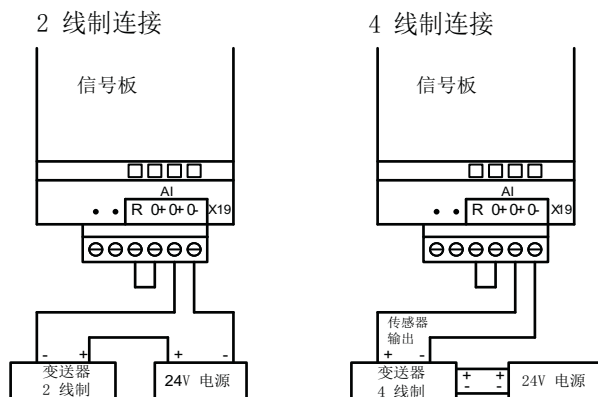 2 线制连接
4 线制连接
信号板
信号板
AI
R 0+ 0+ 0- X19
AI
R 0+ 0+ 0- X19
传感器
输出
- +
+ -
+ -
变送器
2 线制
24V 电源
变送器
4 线制
+ +
- -
24V 电源